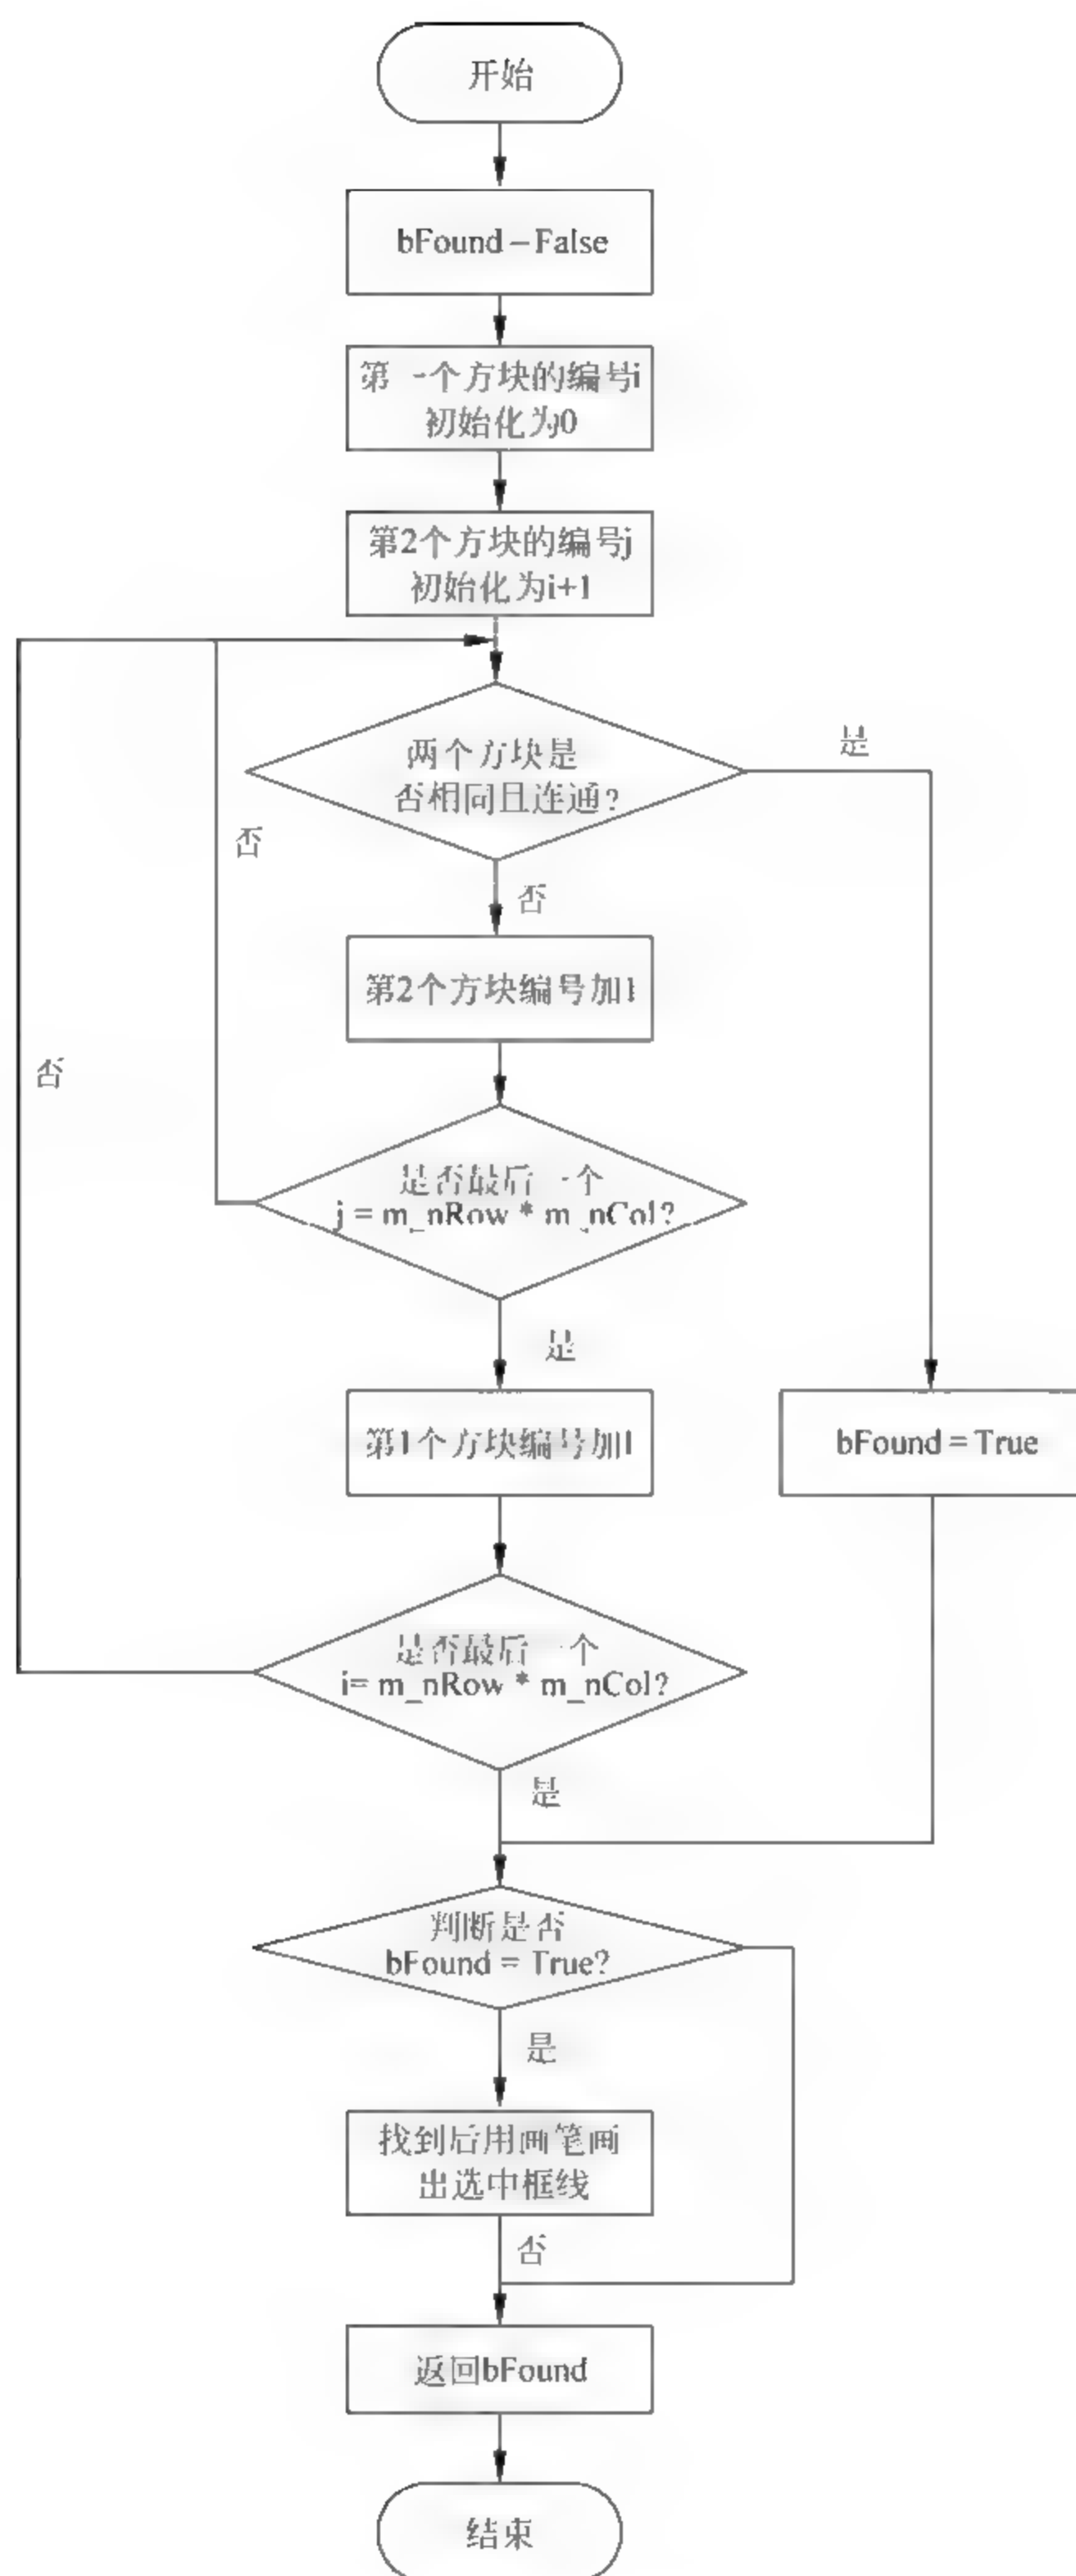 开始
bFound=False
第一个方块的编号i
初始化为0
第2个方块的编号j
初始化为i+1
两个方块是
否相同且连通?
是
否
否
第2个方块编号加1
否
是否最后一个
j = m_nRow * m_nCol?
是
第1个方块编号加1
bFound = True
是否最后一个
i= m_nRow * m_nCol?
是
判断是否
bFound = True?
是
找到后用画笔画
出选中框线
否
返回bFound
结束